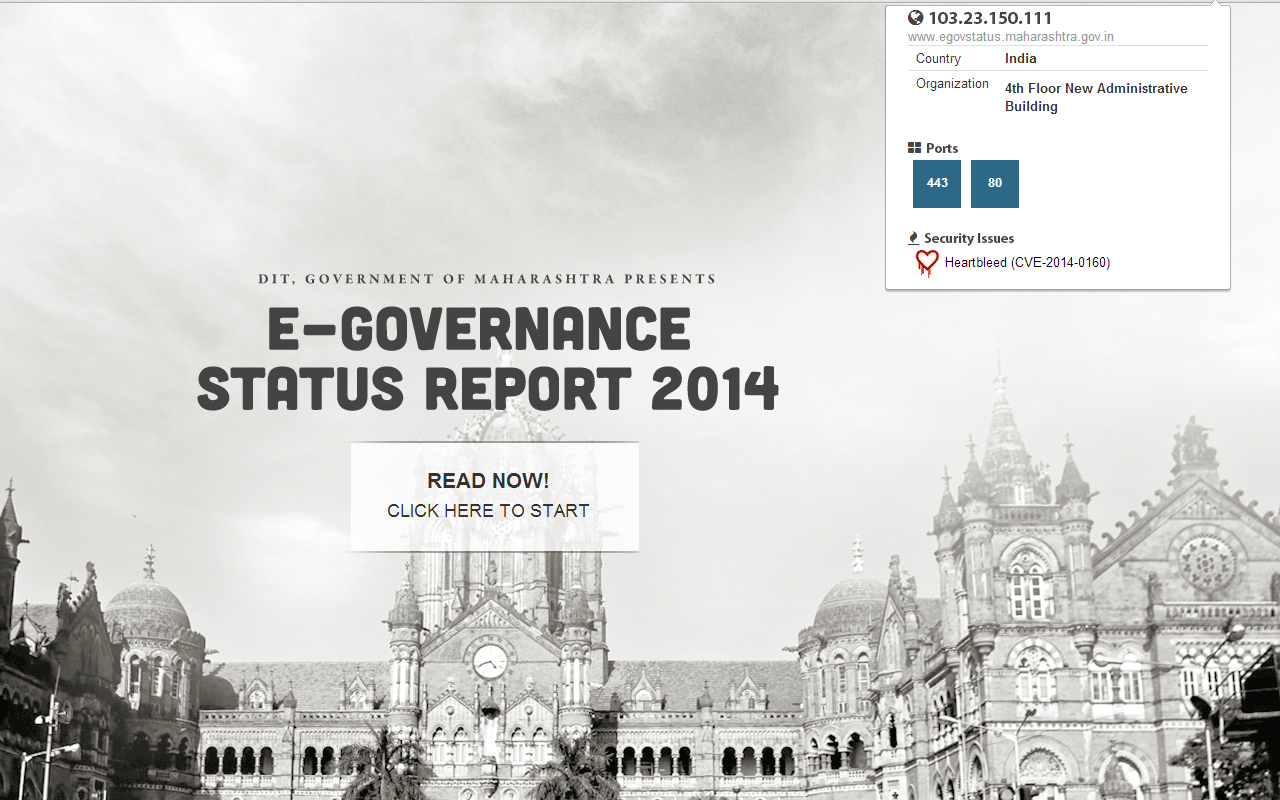 103.23.150.111
www.egovstatus.maharashtra.gov.in
Country India
Organization 4th Floor New Administrative
Building
Ports
443 80
Security Issues
Heartbleed (CVE-2014-0160)
DIT, GOVERNMENT OF MAHARASHTRA PRESENTS
E-GOVERNANCE
STATUS REPORT 2014
READ NOW!
CLICK HERE TO START